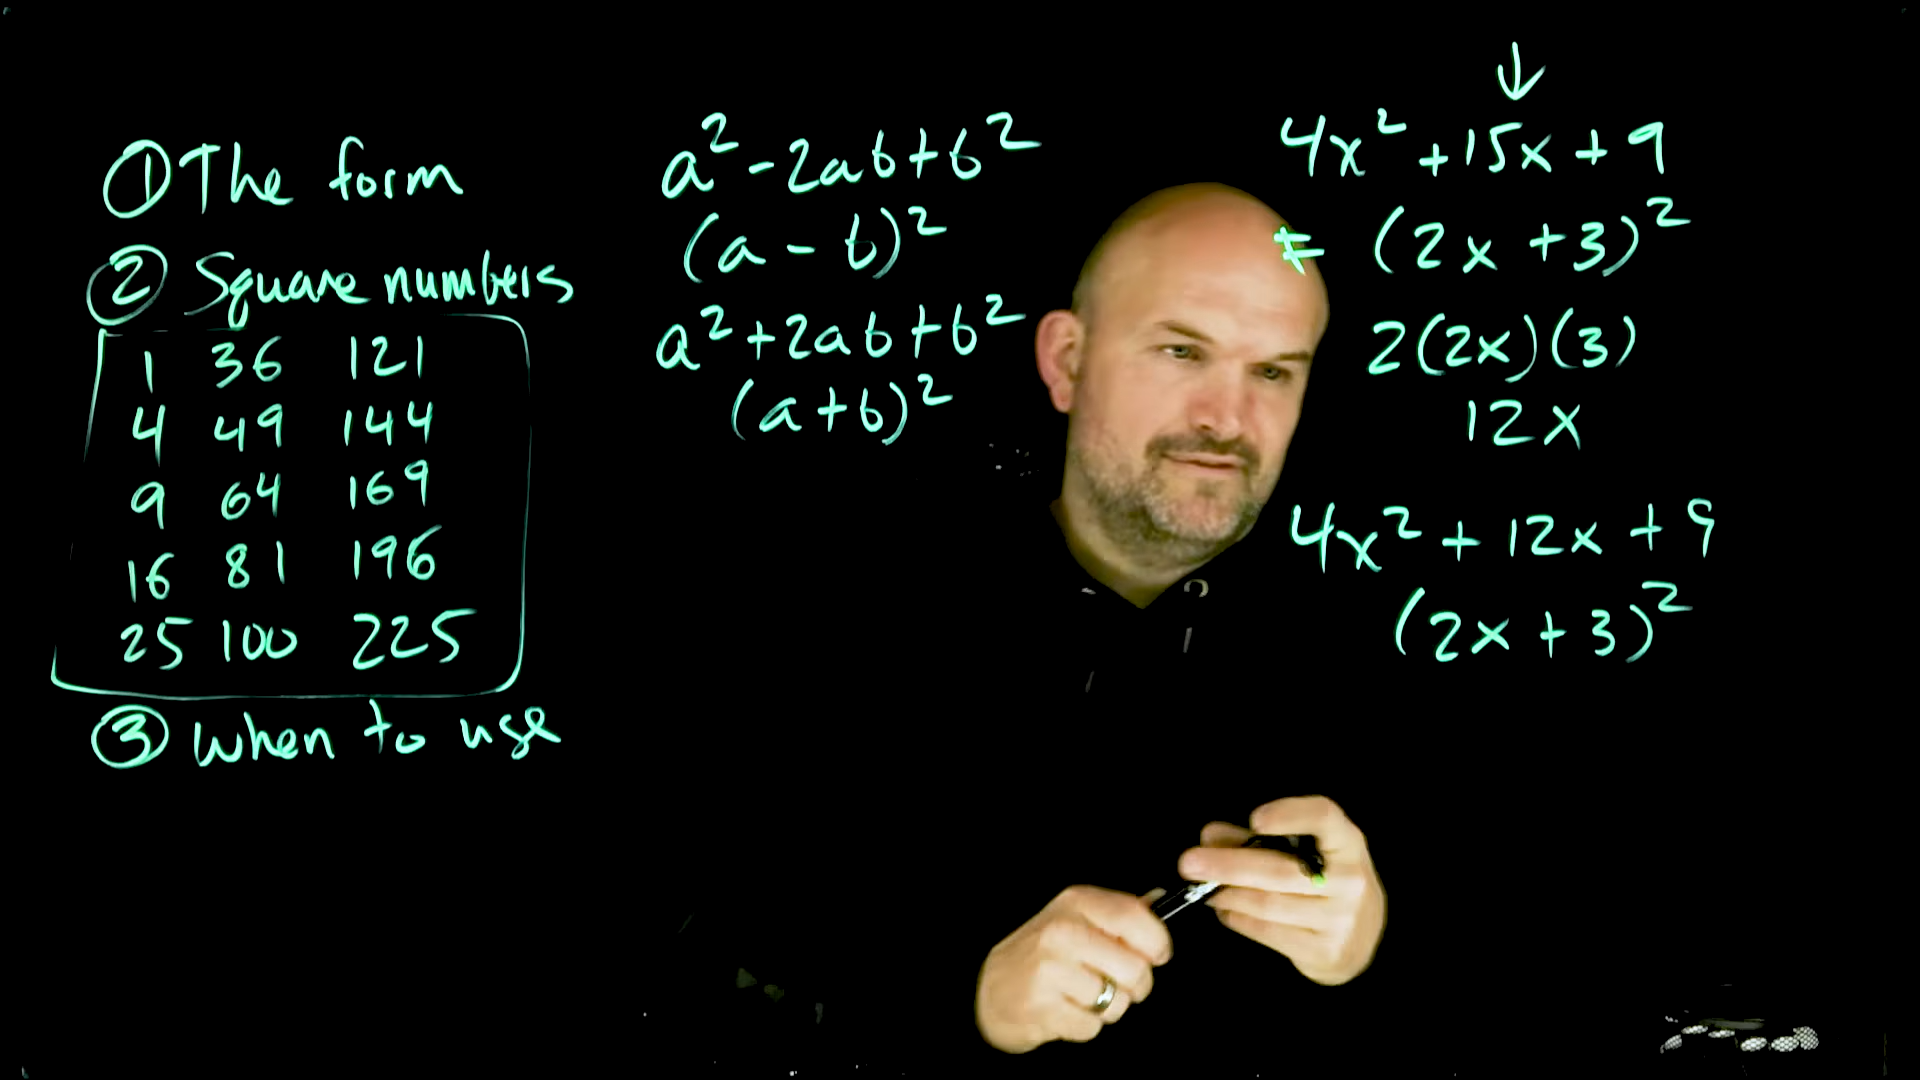 ① The form
② Square numbers
1 36 121
4 49 144
9 64 169
16 81 196
25 100 225
③ When to use
a² - 2ab + b²
(a - b)²
a² + 2ab + b²
(a + b)²
↓
4x² + 15x + 9
≠ (2x + 3)²
2(2x)(3)
12x
4x² + 12x + 9
(2x + 3)²